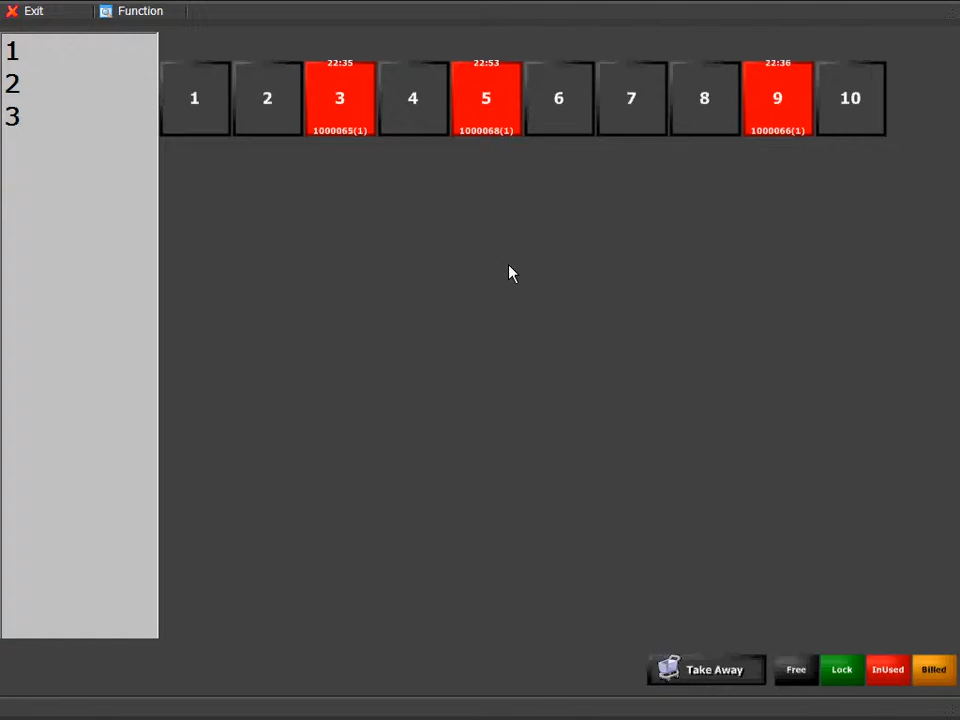 Exit
Function
1
2
3
22:35
22:53
22:36
1
2
3
4
5
6
7
8
9
10
1000065(1)
1000068(1)
1000066(1)
Take Away
Free
Lock
InUsed
Billed